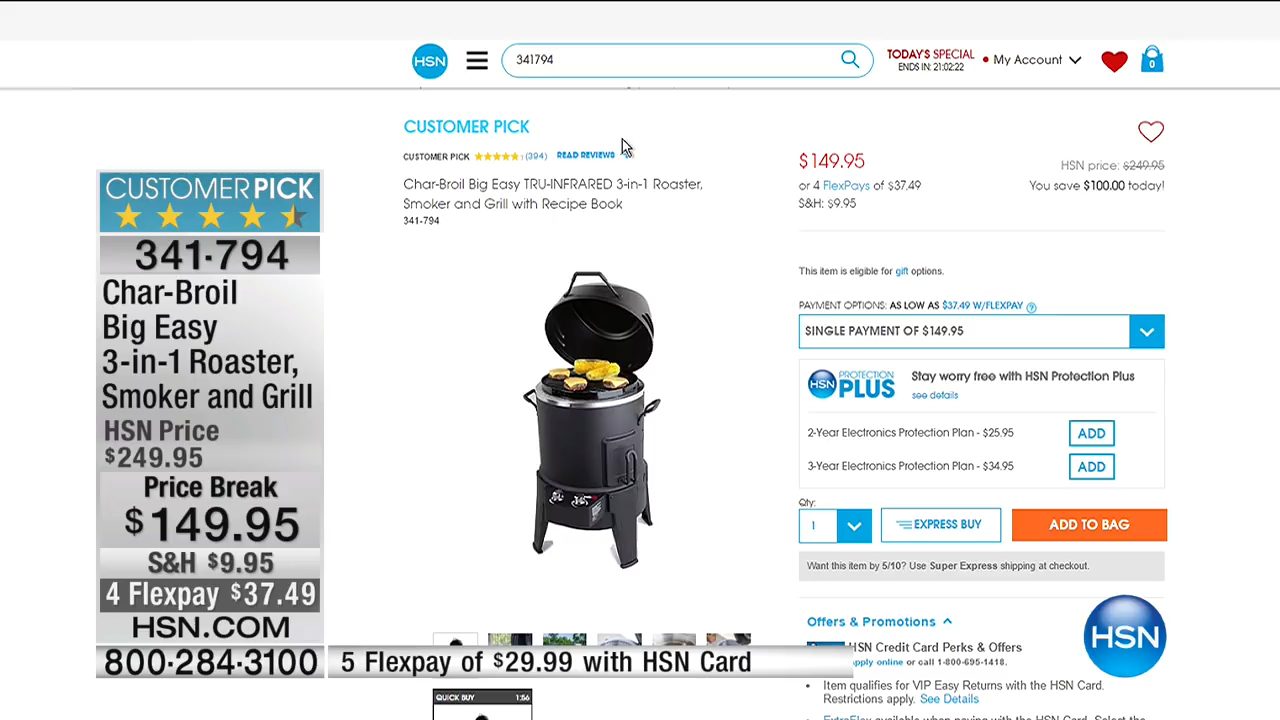 HSN
341794
TODAY'S SPECIAL
ENDS IN: 21:02:22
My Account
0
CUSTOMER PICK
CUSTOMER PICK (394) READ REVIEWS
Char-Broil Big Easy TRU-INFRARED 3-in-1 Roaster,
Smoker and Grill with Recipe Book
341-794
$149.95
HSN price: $249.95
or 4 FlexPays of $37.49
You save $100.00 today!
S&H: $9.95
This item is eligible for gift options.
PAYMENT OPTIONS: AS LOW AS $37.49 W/FLEXPAY ?
SINGLE PAYMENT OF $149.95
HSN PROTECTION PLUS
Stay worry free with HSN Protection Plus
see details
2-Year Electronics Protection Plan - $25.95 ADD
3-Year Electronics Protection Plan - $34.95 ADD
Qty:
1
EXPRESS BUY
ADD TO BAG
Want this item by 5/10? Use Super Express shipping at checkout.
Offers & Promotions
HSN Credit Card Perks & Offers
apply online or call 1-800-695-1418.
• Item qualifies for VIP Easy Returns with the HSN Card.
Restrictions apply. See Details
QUICK BUY 1:56
CUSTOMER PICK
341·794
Char-Broil
Big Easy
3-in-1 Roaster,
Smoker and Grill
HSN Price
$249.95
Price Break
$149.95
S&H $9.95
4 Flexpay $37.49
HSN.COM
800·284·3100
5 Flexpay of $29.99 with HSN Card
HSN